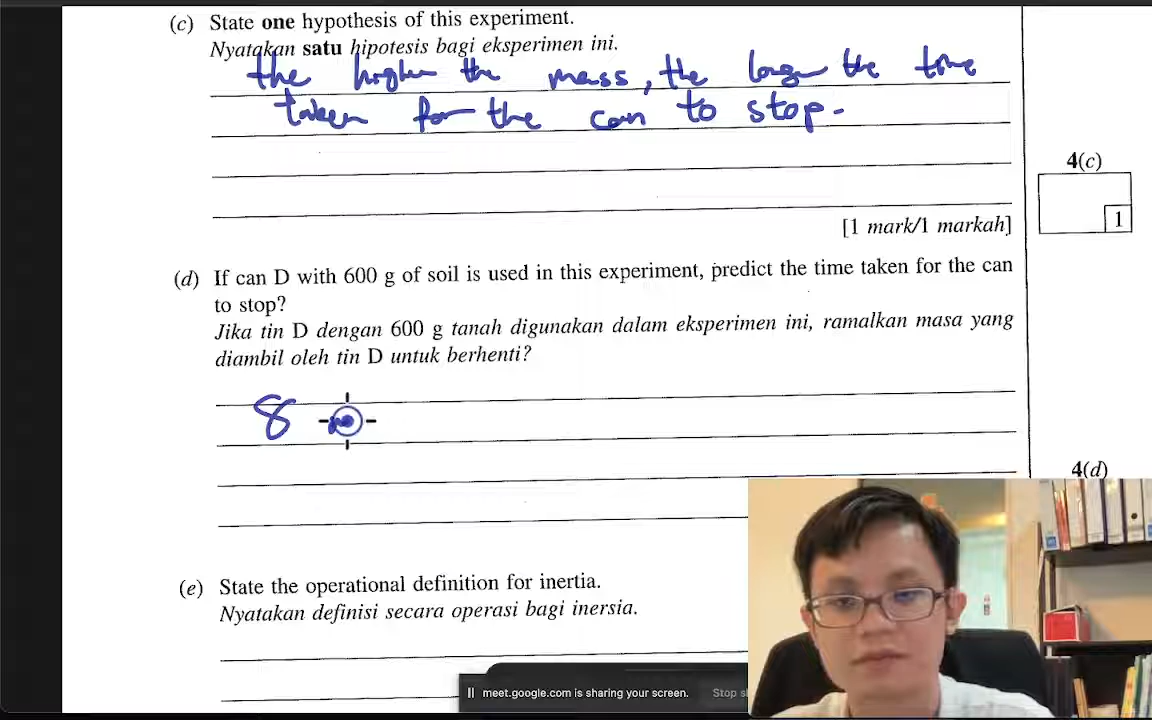 (c) State one hypothesis of this experiment.
Nyatakan satu hipotesis bagi eksperimen ini.
the higher the mass, the longer the time
taken for the can to stop.
4(c)
1
[1 mark/1 markah]
(d) If can D with 600 g of soil is used in this experiment, predict the time taken for the can
to stop?
Jika tin D dengan 600 g tanah digunakan dalam eksperimen ini, ramalkan masa yang
diambil oleh tin D untuk berhenti?
8
4(d)
(e) State the operational definition for inertia.
Nyatakan definisi secara operasi bagi inersia.
meet.google.com is sharing your screen.
Stop